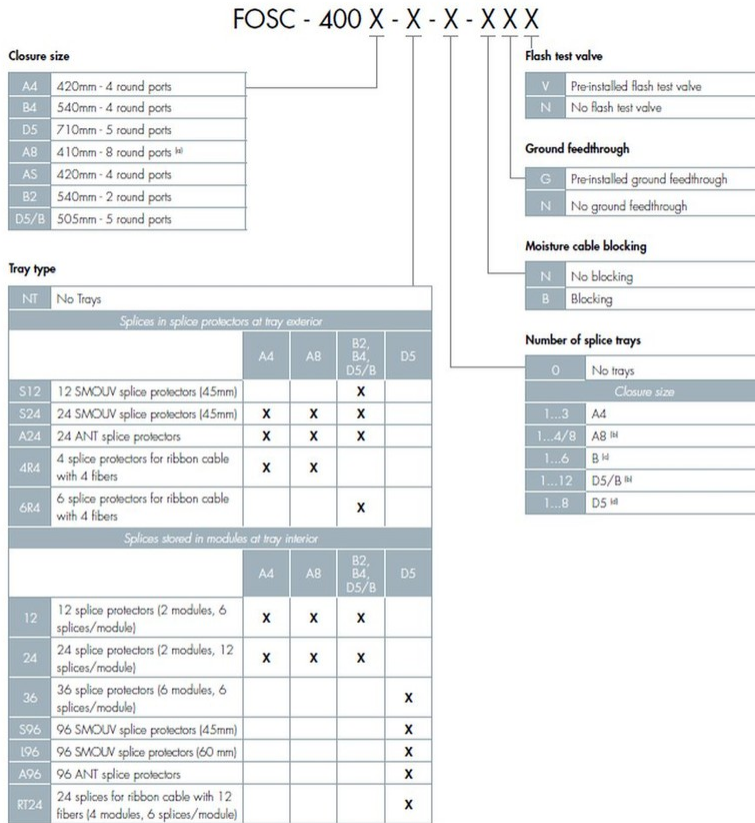 FOSC - 400 X - X - X - X X X
Closure size
A4 420mm - 4 round ports
B4 540mm - 4 round ports
D5 710mm - 5 round ports
A8 410mm - 8 round ports (a)
AS 420mm - 4 round ports
B2 540mm - 2 round ports
D5/B 505mm - 5 round ports
Tray type
NT No Trays
Splices in splice protectors at tray exterior
A4 A8 B2, B4, D5/B D5
S12 12 SMOUV splice protectors (45mm) X
S24 24 SMOUV splice protectors (45mm) X X X
A24 24 ANT splice protectors X X X
4R4 4 splice protectors for ribbon cable
with 4 fibers X X
6R4 6 splice protectors for ribbon cable
with 4 fibers X
Splices stored in modules at tray interior
A4 A8 B2, B4, D5/B D5
12 12 splice protectors (2 modules, 6
splices/module) X X X
24 24 splice protectors (2 modules, 12
splices/module) X X X
36 36 splice protectors (6 modules, 6
splices/module) X
S96 96 SMOUV splice protectors (45mm) X
L96 96 SMOUV splice protectors (60 mm) X
A96 96 ANT splice protectors X
RT24 24 splices for ribbon cable with 12
fibers (4 modules, 6 splices/module) X
Flash test valve
V Pre-installed flash test valve
N No flash test valve
Ground feedthrough
G Pre-installed ground feedthrough
N No ground feedthrough
Moisture cable blocking
N No blocking
B Blocking
Number of splice trays
0 No trays
Closure size
1...3 A4
1...4/8 A8 (b)
1...6 B
1...12 D5/B (b)
1...8 D5